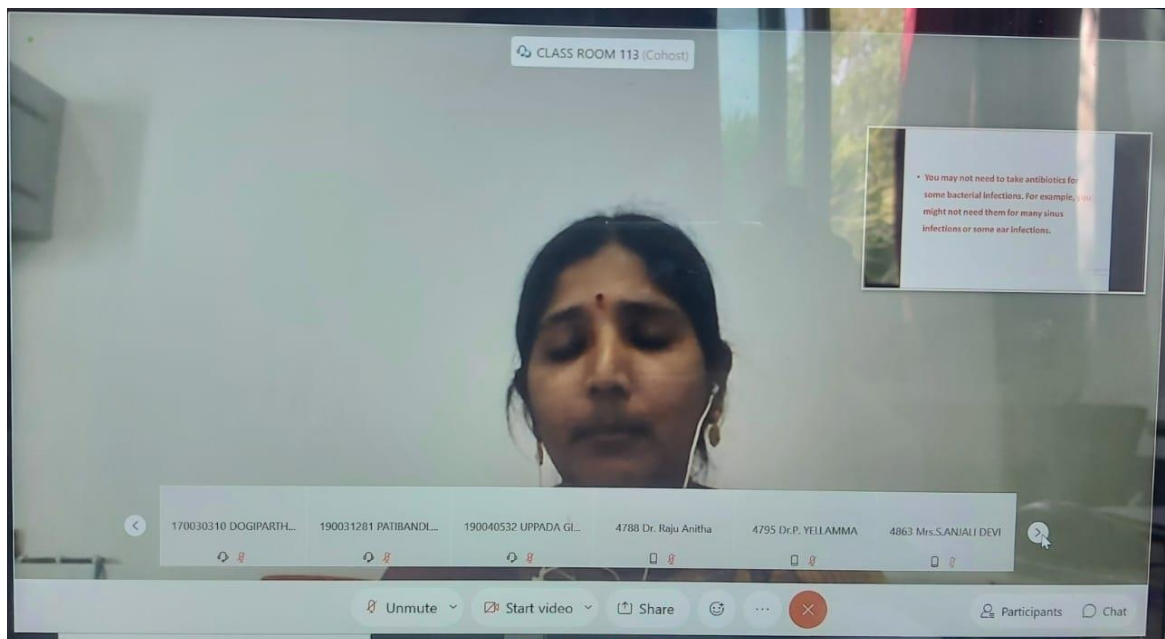 CLASS ROOM 113 (Cohost)
• You may not need to take antibiotics for
some bacterial infections. For example, you
might not need them for many sinus
infections or some ear infections.
170030310 DOGIPARTH...
190031281 PATIBANDL...
190040532 UPPADA GI...
4788 Dr. Raju Anitha
4795 Dr.P. YELLAMMA
4863 Mrs.S.ANJALI DEVI
Unmute
Start video
Share
Participants
Chat